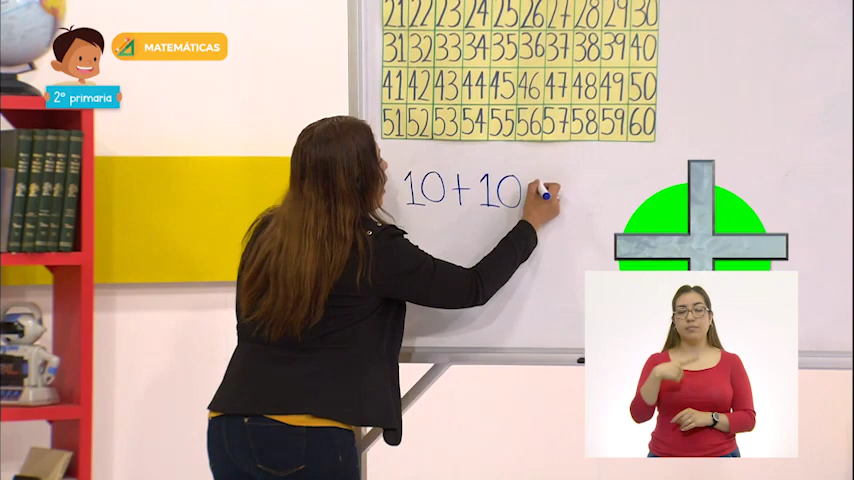 MATEMÁTICAS
2° primaria
21 22 23 24 25 26 27 28 29 30
31 32 33 34 35 36 37 38 39 40
41 42 43 44 45 46 47 48 49 50
51 52 53 54 55 56 57 58 59 60
10+10